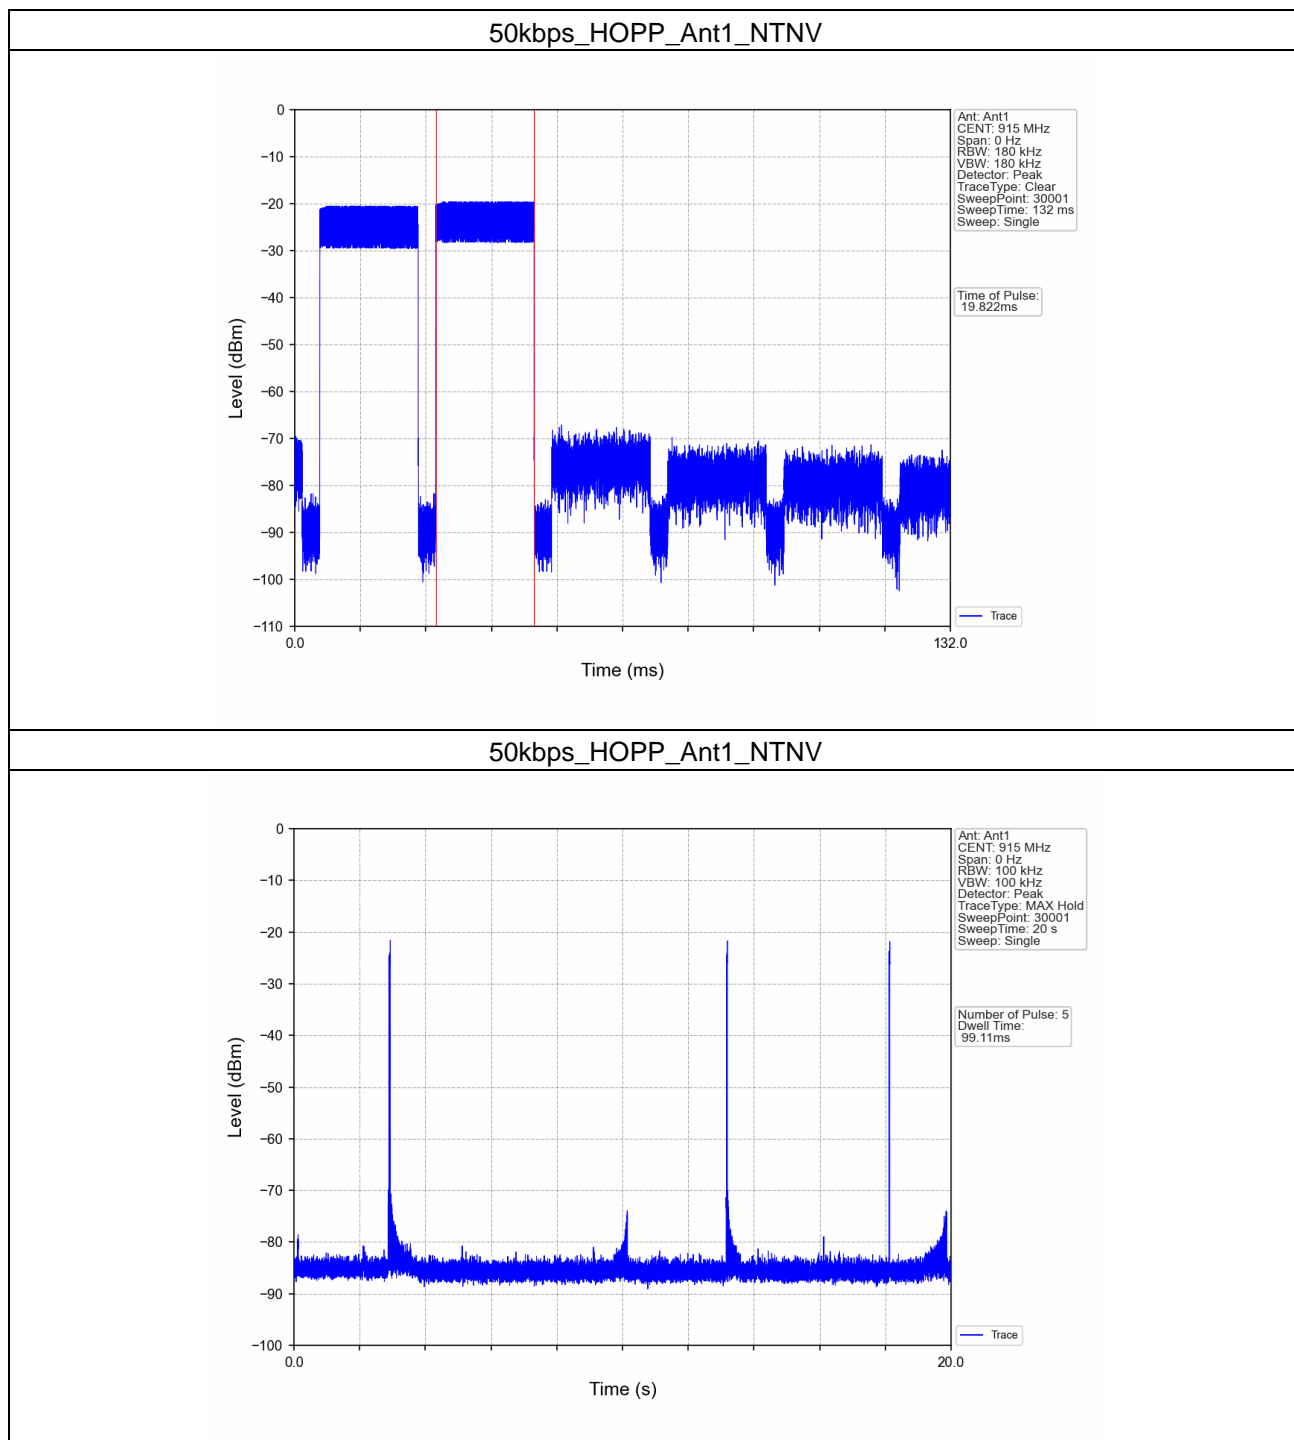 50kbps_HOPP_Ant1_NTNV
0
−10
−20
−30
−40
−50
−60
−70
−80
−90
−100
−110
Level (dBm)
0.0
132.0
Time (ms)
Ant: Ant1
CENT: 915 MHz
Span: 0 Hz
RBW: 180 kHz
VBW: 180 kHz
Detector: Peak
TraceType: Clear
SweepPoint: 30001
SweepTime: 132 ms
Sweep: Single
Time of Pulse:
19.822ms
Trace
50kbps_HOPP_Ant1_NTNV
0
−10
−20
−30
−40
−50
−60
−70
−80
−90
−100
Level (dBm)
0.0
20.0
Time (s)
Ant: Ant1
CENT: 915 MHz
Span: 0 Hz
RBW: 100 kHz
VBW: 100 kHz
Detector: Peak
TraceType: MAX Hold
SweepPoint: 30001
SweepTime: 20 s
Sweep: Single
Number of Pulse: 5
Dwell Time:
99.11ms
Trace